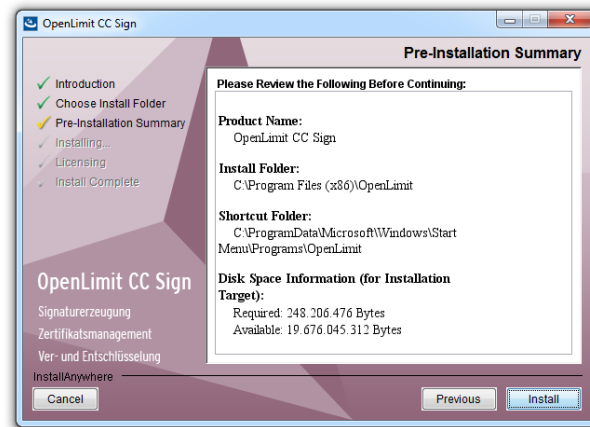 OpenLimit CC Sign
Pre-Installation Summary
Introduction
Choose Install Folder
Pre-Installation Summary
Installing...
Licensing
Install Complete
OpenLimit CC Sign
Signaturerzeugung
Zertifikatsmanagement
Ver- und Entschlüsselung
Please Review the Following Before Continuing:
Product Name:
OpenLimit CC Sign
Install Folder:
C:\Program Files (x86)\OpenLimit
Shortcut Folder:
C:\ProgramData\Microsoft\Windows\Start
Menu\Programs\OpenLimit
Disk Space Information (for Installation
Target):
Required: 248.206.476 Bytes
Available: 19.676.045.312 Bytes
InstallAnywhere
Cancel
Previous
Install